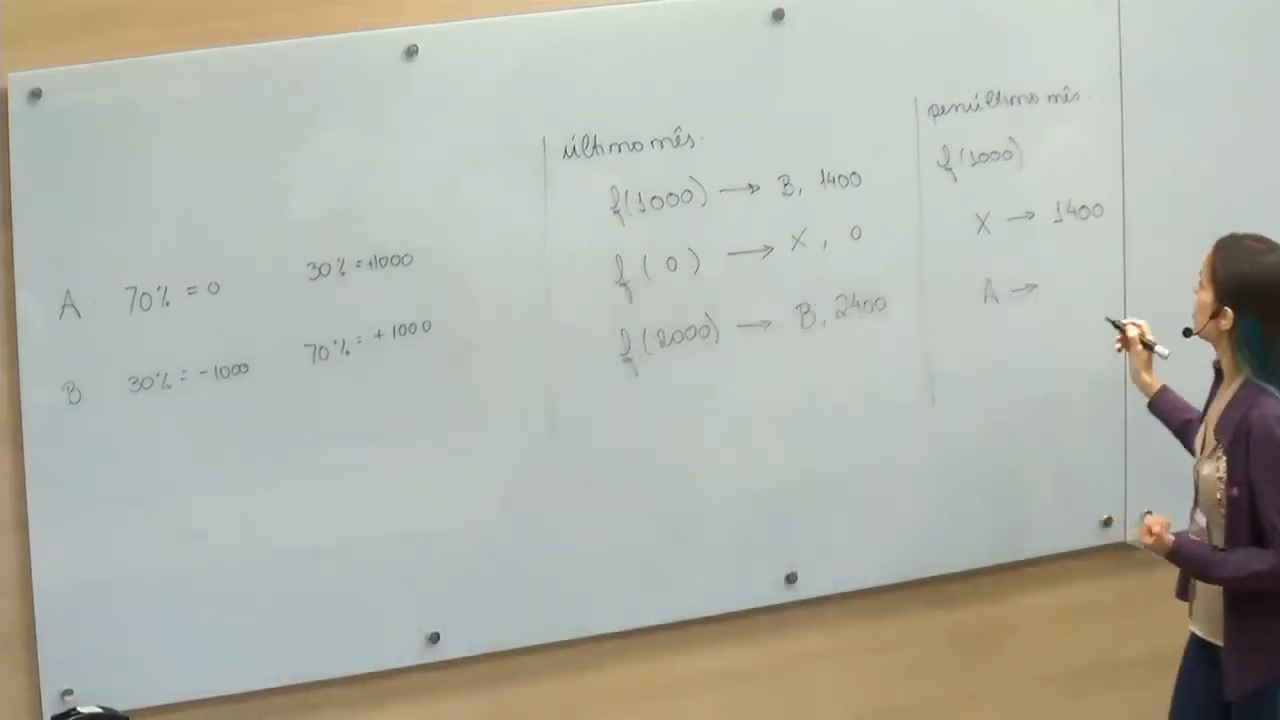 A 70% = 0 30% = +1000
B 30% = -1000 70% = +1000
último mês.
f(1000) → B, 1400
f(0) → X, 0
f(2000) → B, 2400
penúltimo mês.
f(1000)
X → 1400
A →